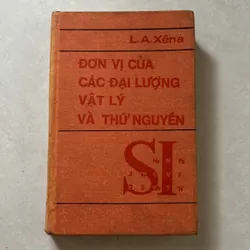 L.A.Xêna
ĐƠN VỊ CỦA
CÁC ĐẠI LƯỢNG
VẬT LÝ
VÀ THỨ NGUYÊN
SI